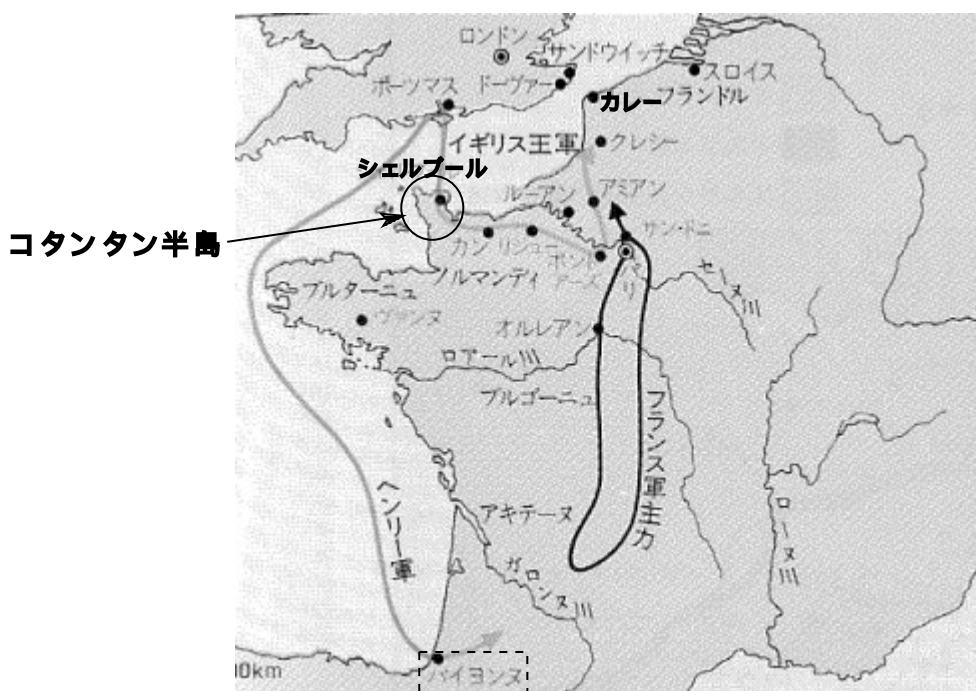 ロンドン
サンドウイッチ
ポーツマス
ドーヴァー
スロイス
カレー
フランドル
イギリス王軍
クレシー
シェルブール
ルーアン
アミアン
コタンタン半島
サン・ドニ
カン
リジュー
ポント
アーズ
パリ
セーヌ川
ノルマンディ
ブルターニュ
ヴァンヌ
オルレアン
ロアール川
ブルゴーニュ
フランス軍主力
ヘンリー軍
アキテーヌ
ガロンヌ川
ローヌ川
バイヨンヌ